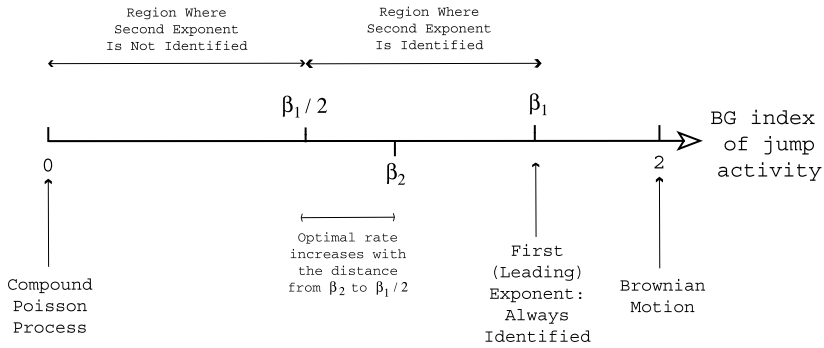 Region Where
Second Exponent
Is Not Identified
Region Where
Second Exponent
Is Identified
β₁ / 2
β₁
BG index
of jump
activity
0
β₂
2
Optimal rate
increases with
the distance
from β₂ to β₁ / 2
Compound
Poisson
Process
First
(Leading)
Exponent:
Always
Identified
Brownian
Motion